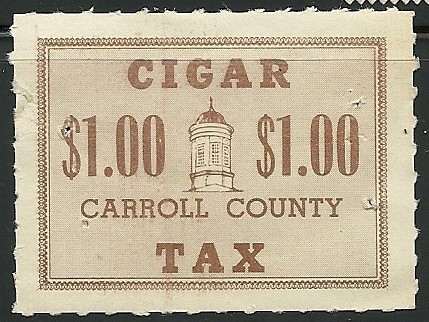 CIGAR
$1.00 $1.00
CARROLL COUNTY
TAX